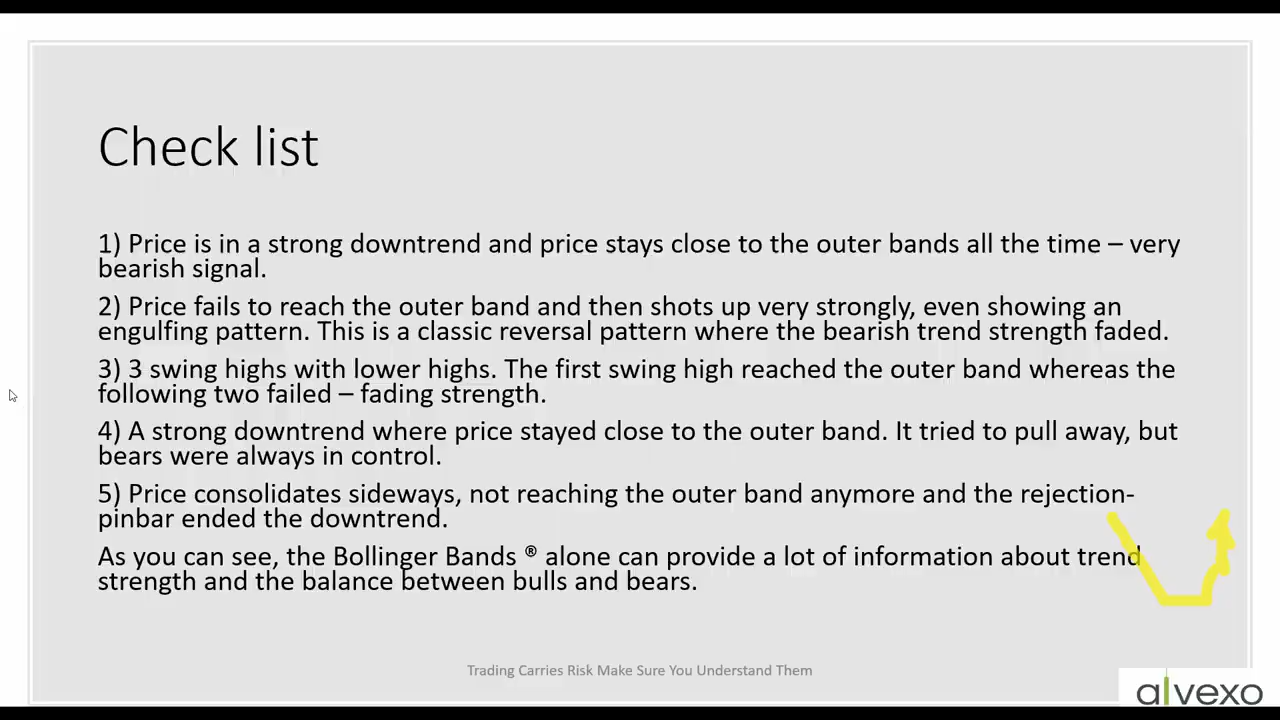 Check list
1) Price is in a strong downtrend and price stays close to the outer bands all the time – very
bearish signal.
2) Price fails to reach the outer band and then shots up very strongly, even showing an
engulfing pattern. This is a classic reversal pattern where the bearish trend strength faded.
3) 3 swing highs with lower highs. The first swing high reached the outer band whereas the
following two failed – fading strength.
4) A strong downtrend where price stayed close to the outer band. It tried to pull away, but
bears were always in control.
5) Price consolidates sideways, not reaching the outer band anymore and the rejection-
pinbar ended the downtrend.
As you can see, the Bollinger Bands ® alone can provide a lot of information about trend
strength and the balance between bulls and bears.
Trading Carries Risk Make Sure You Understand Them
alvexo